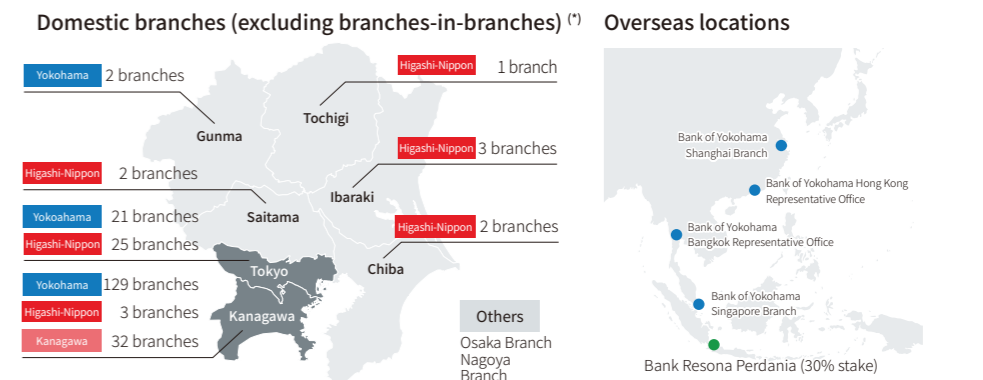 Domestic branches (excluding branches-in-branches) (*)
Yokohama 2 branches
Higashi-Nippon 1 branch
Gunma
Tochigi
Higashi-Nippon 3 branches
Higashi-Nippon 2 branches
Ibaraki
Saitama
Yokoahama 21 branches
Higashi-Nippon 25 branches
Higashi-Nippon 2 branches
Chiba
Tokyo
Yokohama 129 branches
Higashi-Nippon 3 branches
Kanagawa 32 branches
Kanagawa
Others
Osaka Branch
Nagoya
Branch
Overseas locations
Bank of Yokohama
Shanghai Branch
Bank of Yokohama Hong Kong
Representative Office
Bank of Yokohama
Bangkok Representative Office
Bank of Yokohama
Singapore Branch
Bank Resona Perdania (30% stake)